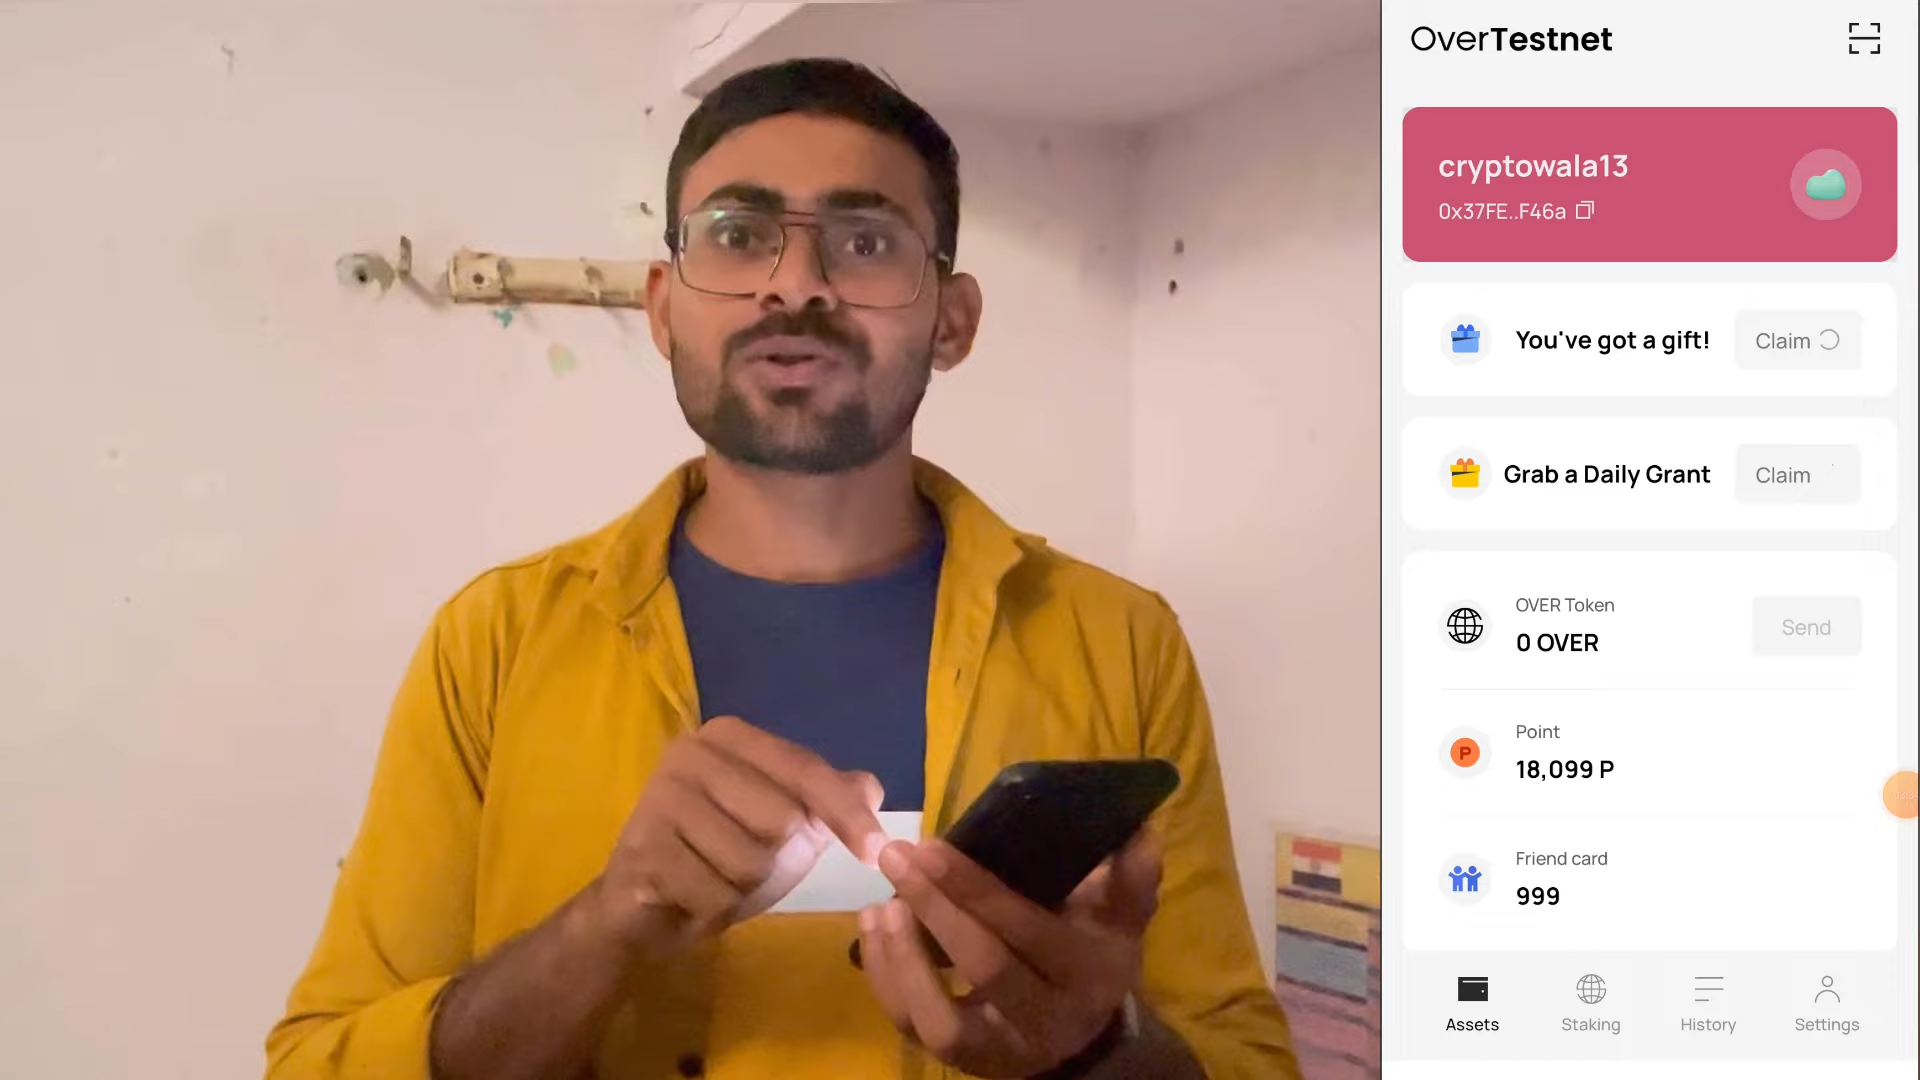 OverTestnet
cryptowala13
0x37FE..F46a
You've got a gift!
Claim
Grab a Daily Grant
Claim
OVER Token
0 OVER
Send
Point
P
18,099 P
Friend card
999
Assets
Staking
History
Settings